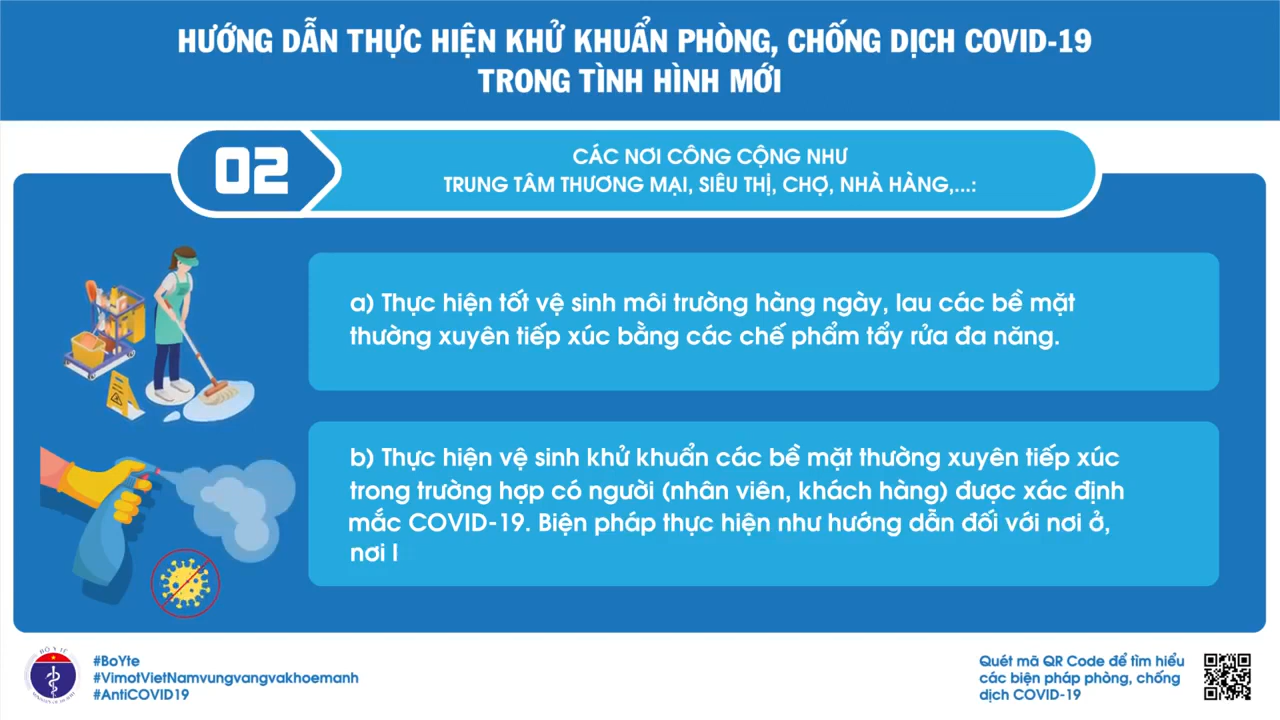 HƯỚNG DẪN THỰC HIỆN KHỬ KHUẨN PHÒNG, CHỐNG DỊCH COVID-19
TRONG TÌNH HÌNH MỚI
02
CÁC NƠI CÔNG CỘNG NHƯ
TRUNG TÂM THƯƠNG MẠI, SIÊU THỊ, CHỢ, NHÀ HÀNG,...:
a) Thực hiện tốt vệ sinh môi trường hàng ngày, lau các bề mặt
thường xuyên tiếp xúc bằng các chế phẩm tẩy rửa đa năng.
b) Thực hiện vệ sinh khử khuẩn các bề mặt thường xuyên tiếp xúc
trong trường hợp có người (nhân viên, khách hàng) được xác định
mắc COVID-19. Biện pháp thực hiện như hướng dẫn đối với nơi ở,
nơi l
BỘ Y TẾ
#BoYte
#VimotVietNamvungvangvakhoemanh
#AntiCOVID19
Quét mã QR Code để tìm hiểu
các biện pháp phòng, chống
dịch COVID-19